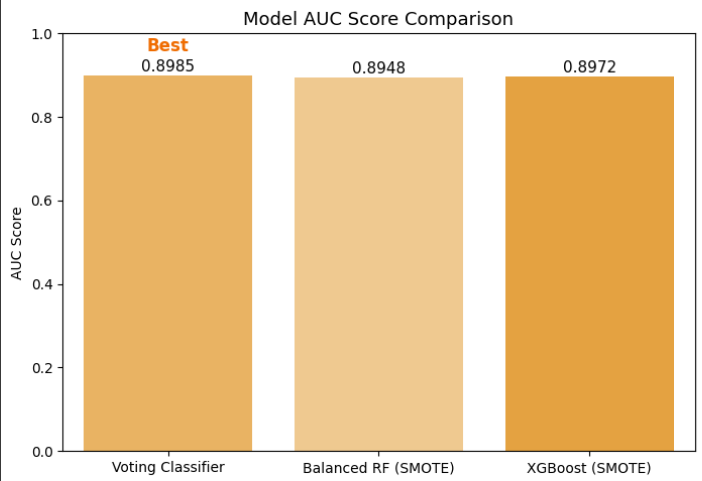 Model AUC Score Comparison
Best
0.8985
0.8948
0.8972
AUC Score
1.0
0.8
0.6
0.4
0.2
0.0
Voting Classifier
Balanced RF (SMOTE)
XGBoost (SMOTE)